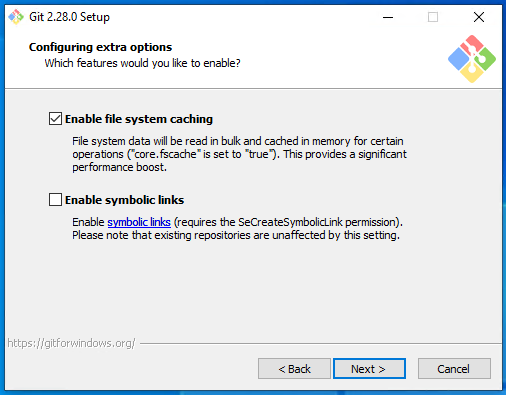 Git 2.28.0 Setup
Configuring extra options
Which features would you like to enable?
Enable file system caching
File system data will be read in bulk and cached in memory for certain
operations ("core.fscache" is set to "true"). This provides a significant
performance boost.
Enable symbolic links
Enable symbolic links (requires the SeCreateSymbolicLink permission).
Please note that existing repositories are unaffected by this setting.
https://gitforwindows.org/
< Back
Next >
Cancel